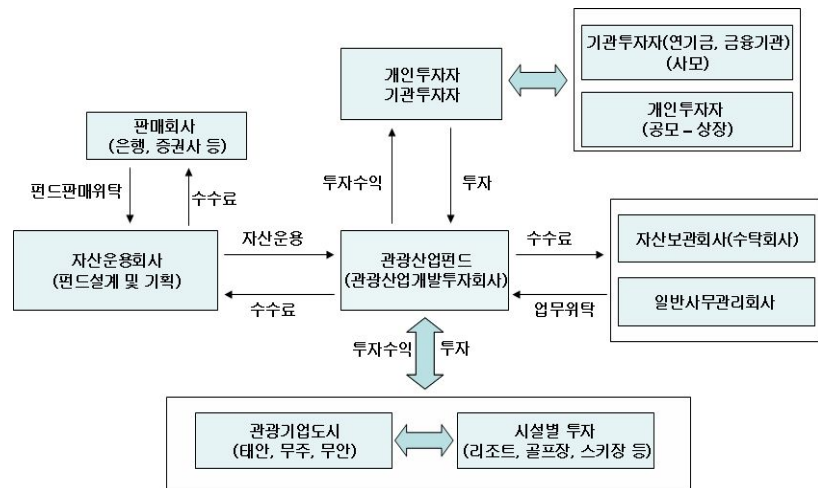 기관투자자(연기금, 금융기관)
(사모)
개인투자자
기관투자자
개인투자자
(공모 – 상장)
판매회사
(은행, 증권사 등)
펀드판매위탁
수수료
투자수익
투자
자산운용회사
(펀드설계 및 기획)
자산운용
수수료
관광산업펀드
(관광산업개발투자회사)
수수료
업무위탁
자산보관회사(수탁회사)
일반사무관리회사
투자수익
투자
관광기업도시
(태안, 무주, 무안)
시설별 투자
(리조트, 골프장, 스키장 등)